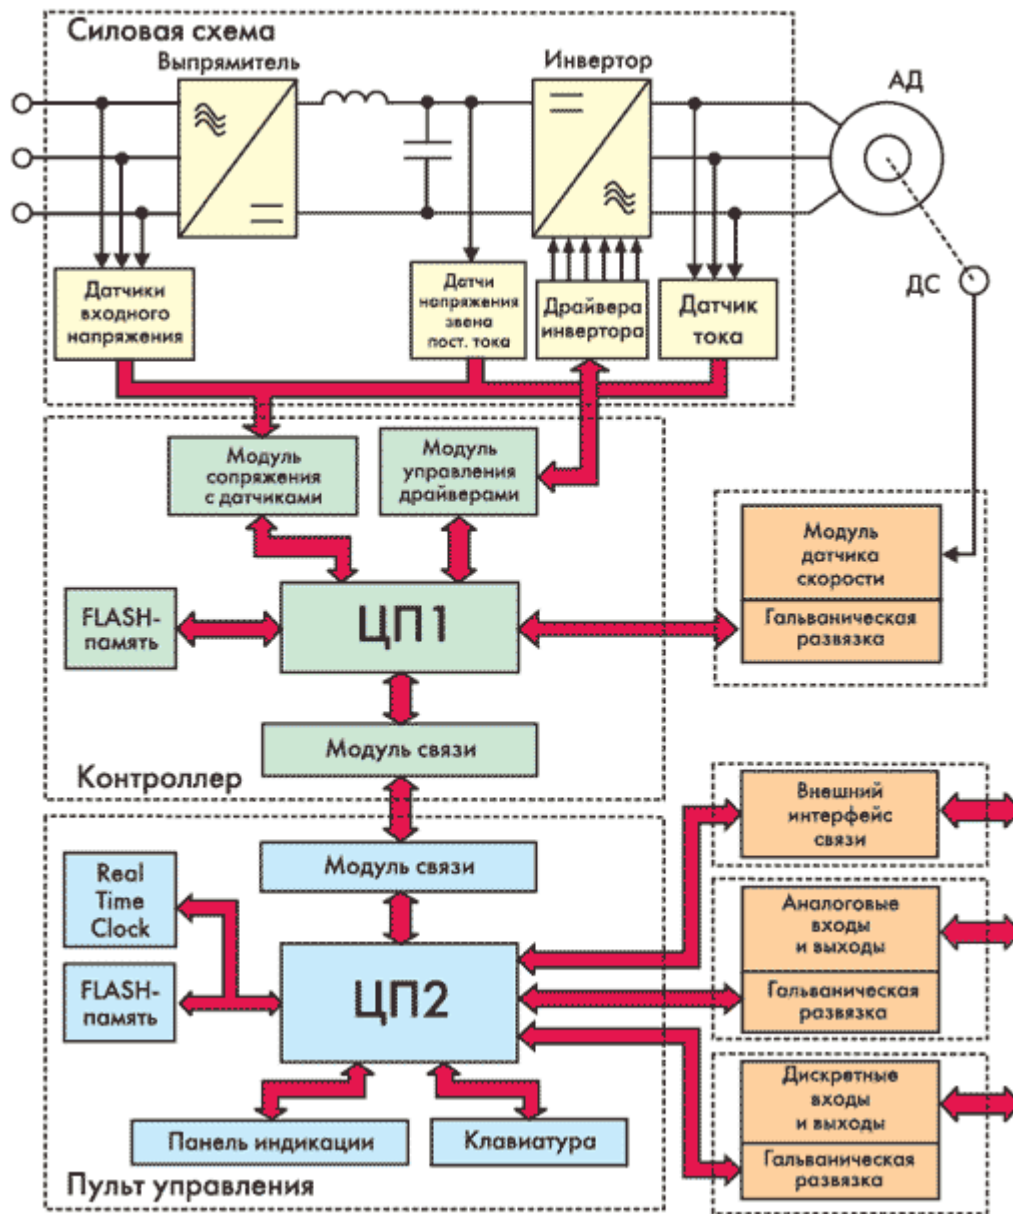 Силовая схема
Выпрямитель
Инвертор
АД
Датчики
входного
напряжения
Датчи
напряжения
звена
пост. тока
Драйвера
инвертора
Датчик
тока
ДС
Модуль
сопряжения
с датчиками
Модуль
управления
драйверами
Модуль
датчика
скорости
Гальваническая
развязка
FLASH-
память
ЦП1
Модуль связи
Контроллер
Внешний
интерфейс
связи
Модуль связи
Real
Time
Clock
Аналоговые
входы
и выходы
Гальваническая
развязка
FLASH-
память
ЦП2
Дискретные
входы
и выходы
Гальваническая
развязка
Панель индикации
Клавиатура
Пульт управления